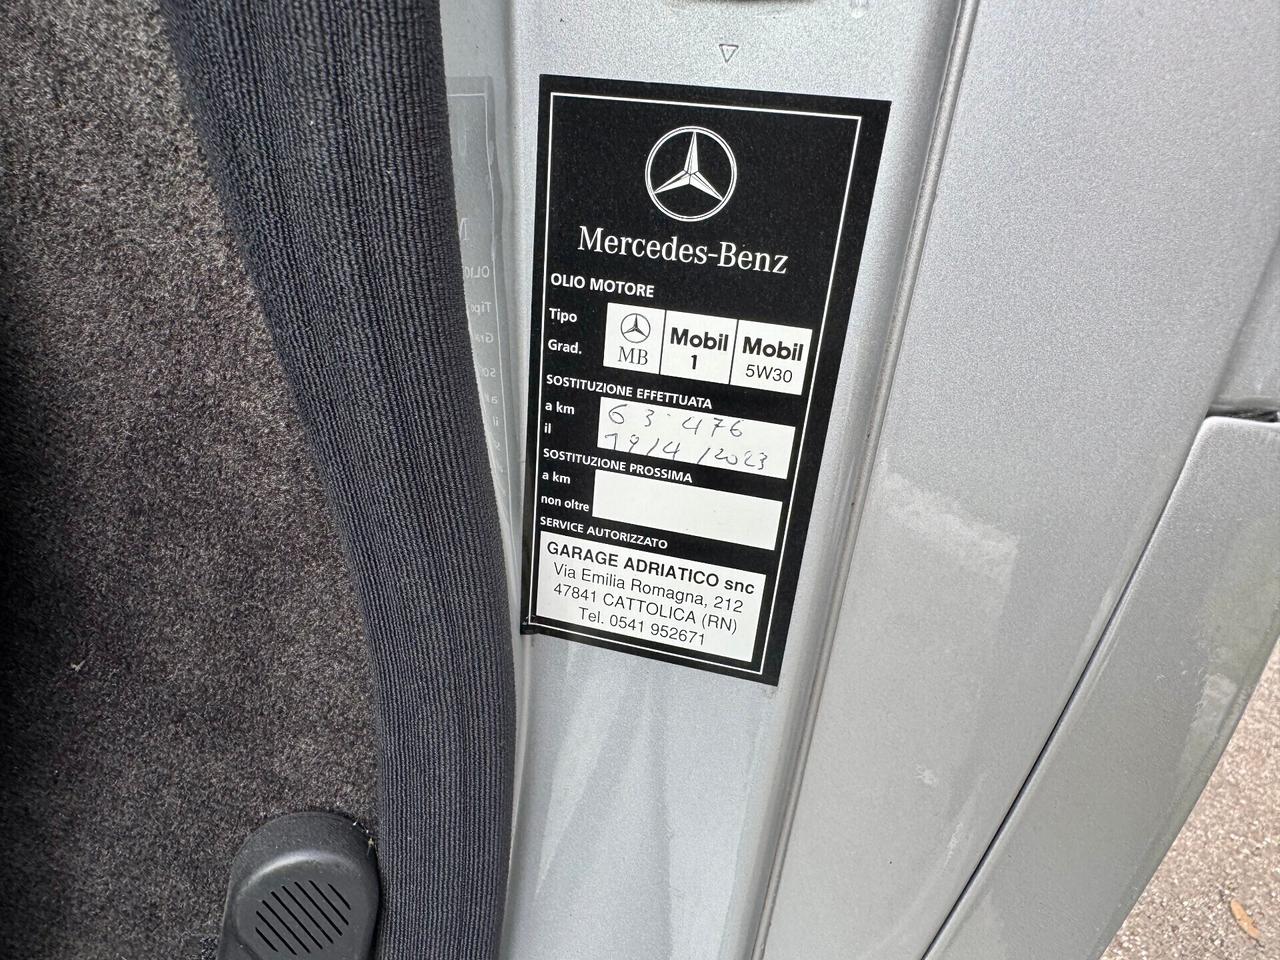 Mercedes-Benz
OLIO MOTORE
Tipo
Grad.
MB
Mobil
1
Mobil
5W30
SOSTITUZIONE EFFETTUATA
a km 63.476
il 19/4/2023
SOSTITUZIONE PROSSIMA
a km
non oltre
SERVICE AUTORIZZATO
GARAGE ADRIATICO snc
Via Emilia Romagna, 212
47841 CATTOLICA (RN)
Tel. 0541 952671